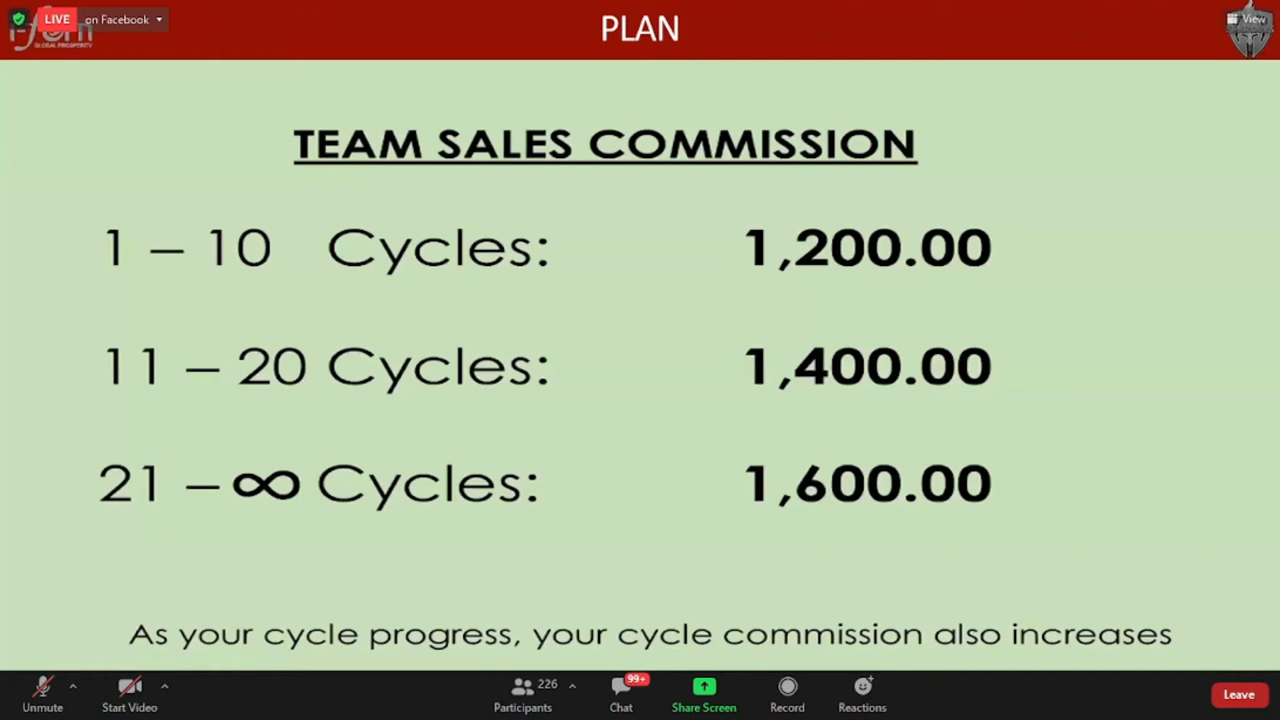 LIVE on Facebook
PLAN
View
GLOBAL PROSPERITY
TEAM SALES COMMISSION
1 – 10 Cycles: 1,200.00
11 – 20 Cycles: 1,400.00
21 – ∞ Cycles: 1,600.00
As your cycle progress, your cycle commission also increases
226
99+
Unmute
Start Video
Participants
Chat
Share Screen
Record
Reactions
Leave